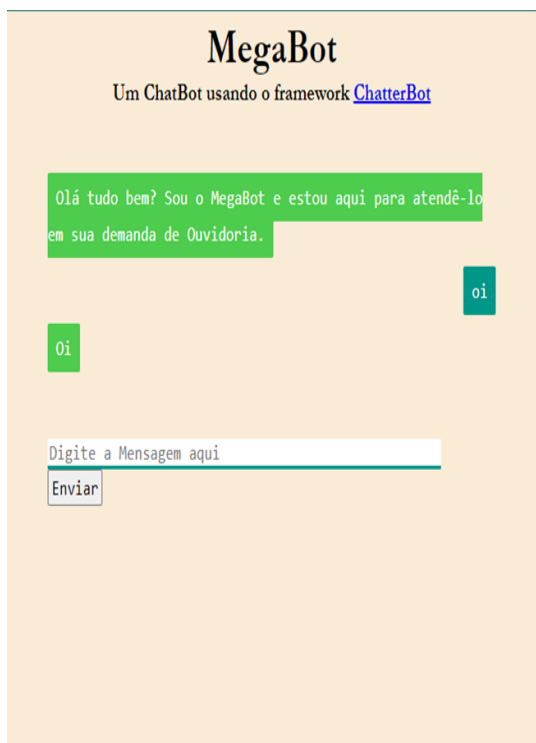 MegaBot
Um ChatBot usando o framework ChatterBot
Olá tudo bem? Sou o MegaBot e estou aqui para atendê-lo
em sua demanda de Ouvidoria.
oi
Oi
Digite a Mensagem aqui
Enviar